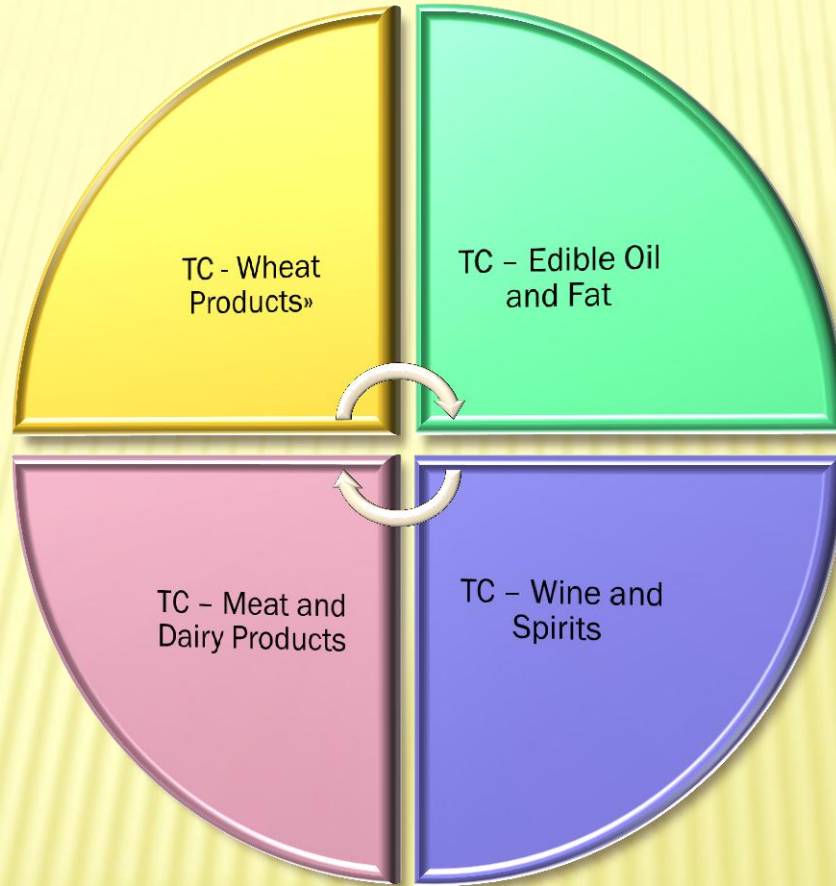 TC - Wheat
Products»
TC – Edible Oil
and Fat
TC – Meat and
Dairy Products
TC – Wine and
Spirits